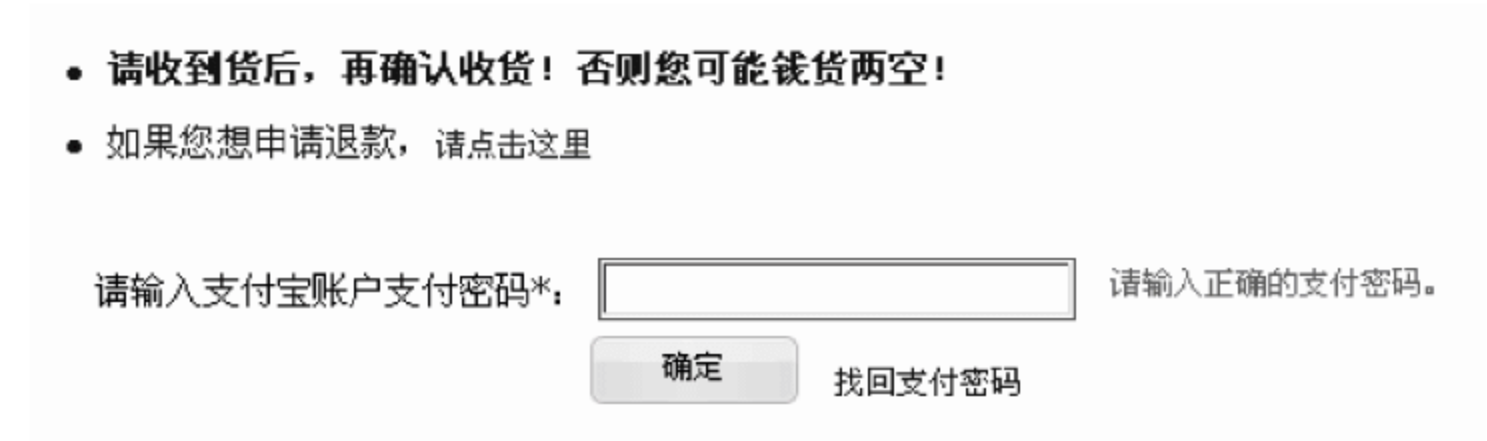 • 请收到货后，再确认收货！否则您可能钱货两空！
• 如果您想申请退款，请点击这里
请输入支付宝账户支付密码*： 请输入正确的支付密码。
确定 找回支付密码